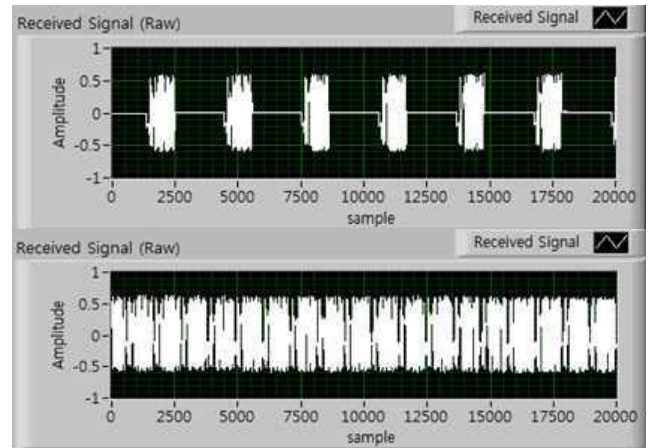 Received Signal (Raw)
Received Signal
1
0.5
0
-0.5
-1
Amplitude
0 2500 5000 7500 10000 12500 15000 17500 20000
sample
Received Signal (Raw)
Received Signal
1
0.5
0
-0.5
-1
Amplitude
0 2500 5000 7500 10000 12500 15000 17500 20000
sample